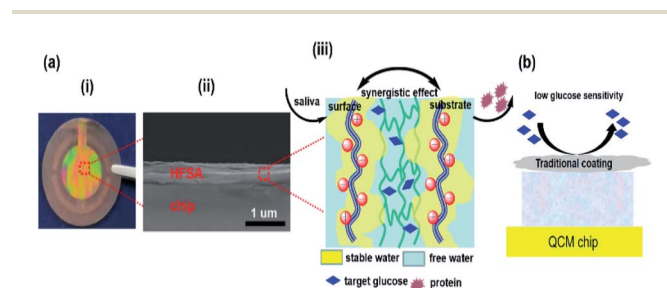 (a)
(i)
(ii)
(iii)
(b)
saliva
synergistic effect
surface
substrate
low glucose sensitivity
HFSA
chip
1 um
Traditional coating
QCM chip
stable water
free water
target glucose
protein